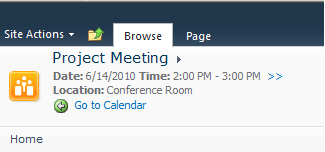 Site Actions Browse Page
Project Meeting
Date: 6/14/2010 Time: 2:00 PM - 3:00 PM >>
Location: Conference Room
Go to Calendar
Home